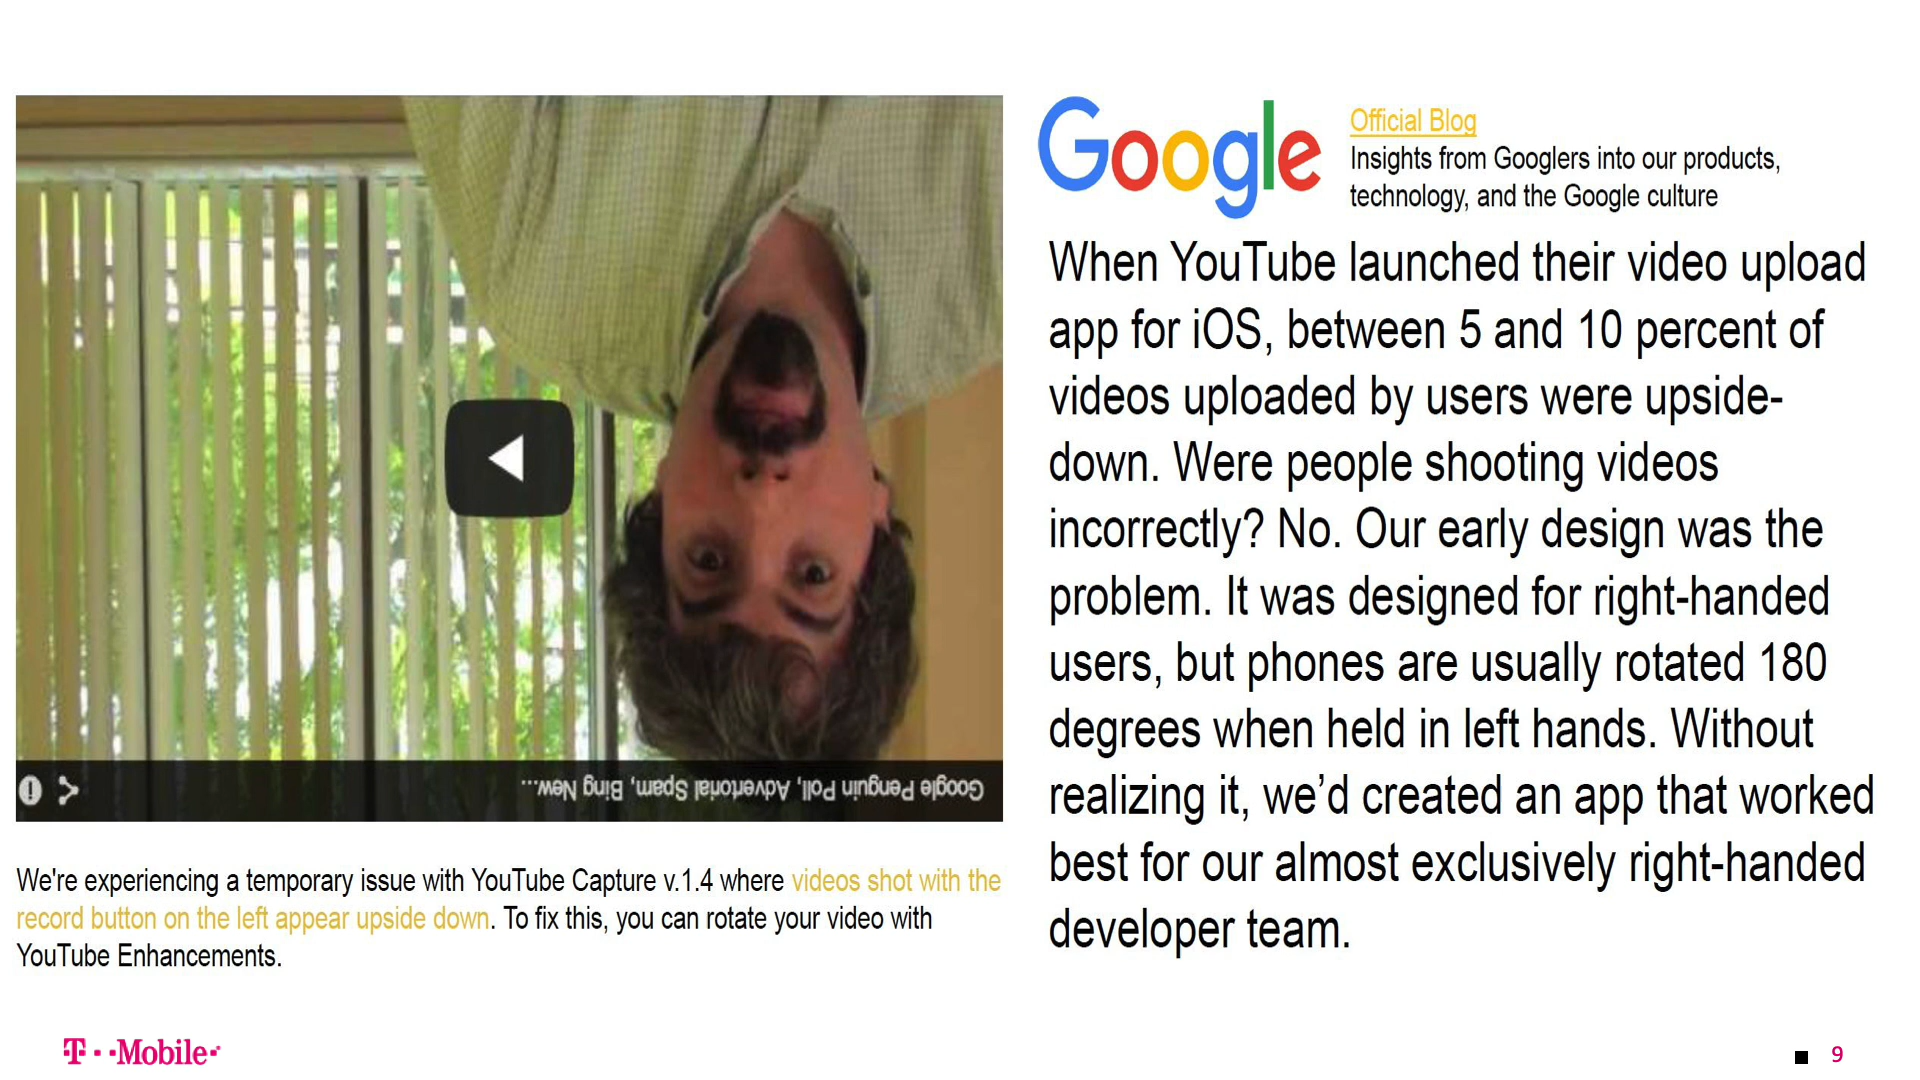 Google Penguin Poll, Advertorial Spam, Bing New...
We're experiencing a temporary issue with YouTube Capture v.1.4 where videos shot with the
record button on the left appear upside down. To fix this, you can rotate your video with
YouTube Enhancements.
Google
Official Blog
Insights from Googlers into our products,
technology, and the Google culture
When YouTube launched their video upload
app for iOS, between 5 and 10 percent of
videos uploaded by users were upside-
down. Were people shooting videos
incorrectly? No. Our early design was the
problem. It was designed for right-handed
users, but phones are usually rotated 180
degrees when held in left hands. Without
realizing it, we’d created an app that worked
best for our almost exclusively right-handed
developer team.
T··Mobile·
9